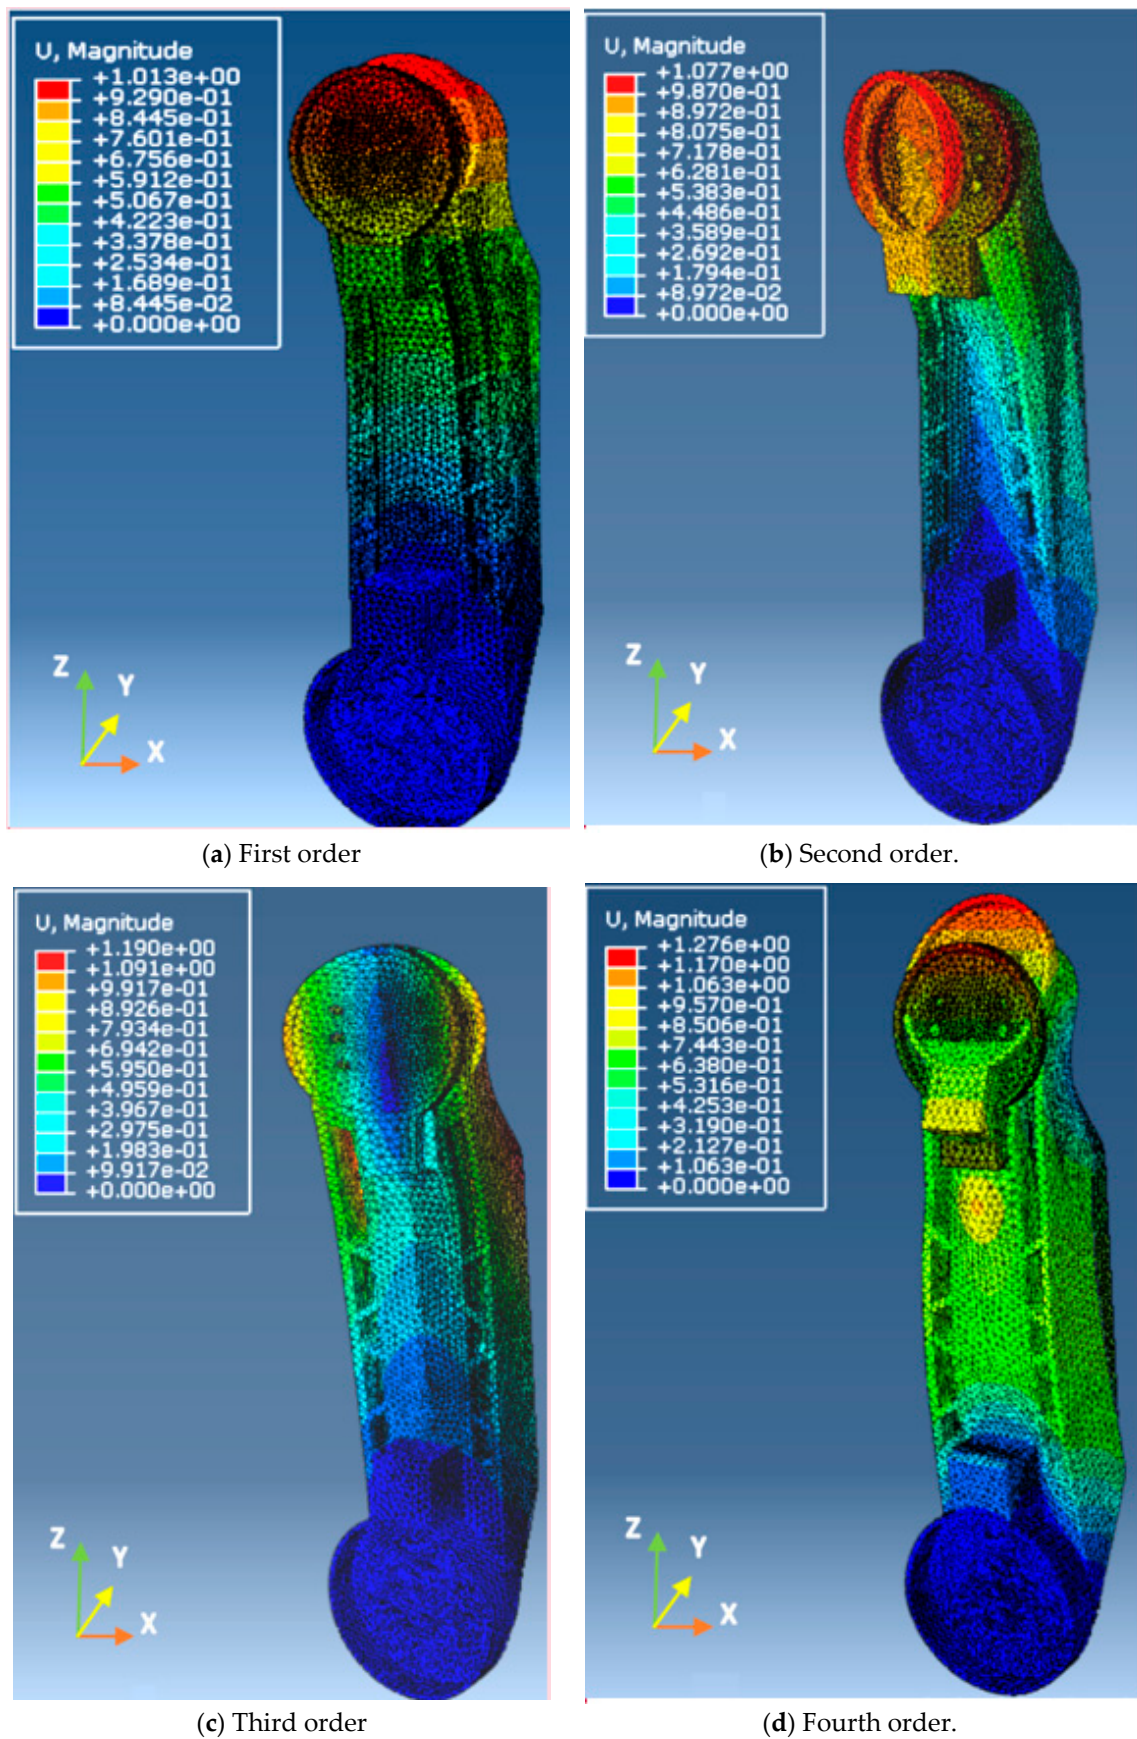 U, Magnitude
+1.013e+00
+9.290e-01
+8.445e-01
+7.601e-01
+6.756e-01
+5.912e-01
+5.067e-01
+4.223e-01
+3.378e-01
+2.534e-01
+1.689e-01
+8.445e-02
+0.000e+00
Z
Y
X
(a) First order
U, Magnitude
+1.077e+00
+9.870e-01
+8.972e-01
+8.075e-01
+7.178e-01
+6.281e-01
+5.383e-01
+4.486e-01
+3.589e-01
+2.692e-01
+1.794e-01
+8.972e-02
+0.000e+00
Z
Y
X
(b) Second order.
U, Magnitude
+1.190e+00
+1.091e+00
+9.917e-01
+8.926e-01
+7.934e-01
+6.942e-01
+5.950e-01
+4.959e-01
+3.967e-01
+2.975e-01
+1.983e-01
+9.917e-02
+0.000e+00
Z
Y
X
(c) Third order
U, Magnitude
+1.276e+00
+1.170e+00
+1.063e+00
+9.570e-01
+8.506e-01
+7.443e-01
+6.380e-01
+5.316e-01
+4.253e-01
+3.190e-01
+2.127e-01
+1.063e-01
+0.000e+00
Z
Y
X
(d) Fourth order.